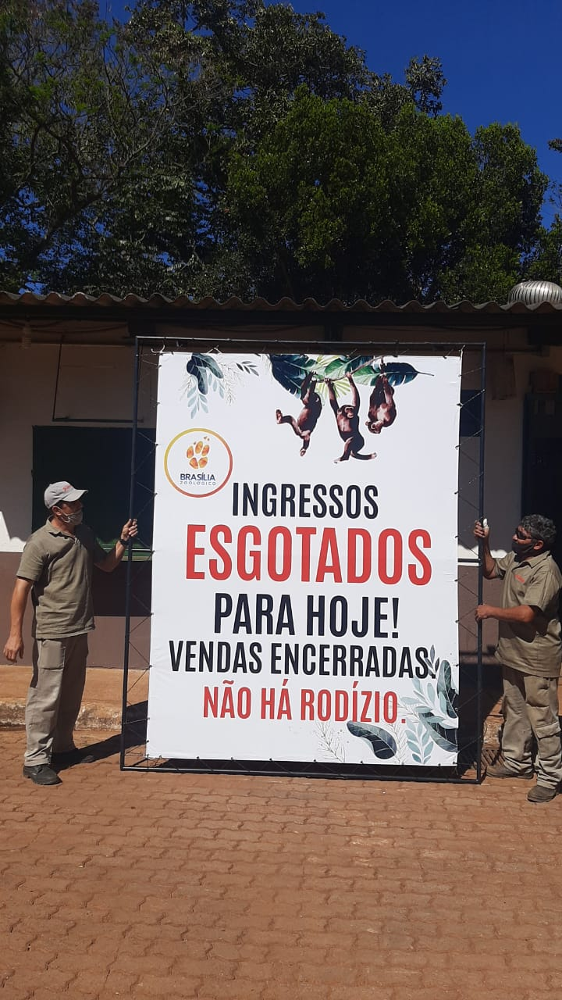 BRASÍLIA
ZOOLÓGICO
INGRESSOS
ESGOTADOS
PARA HOJE!
VENDAS ENCERRADAS.
NÃO HÁ RODÍZIO.